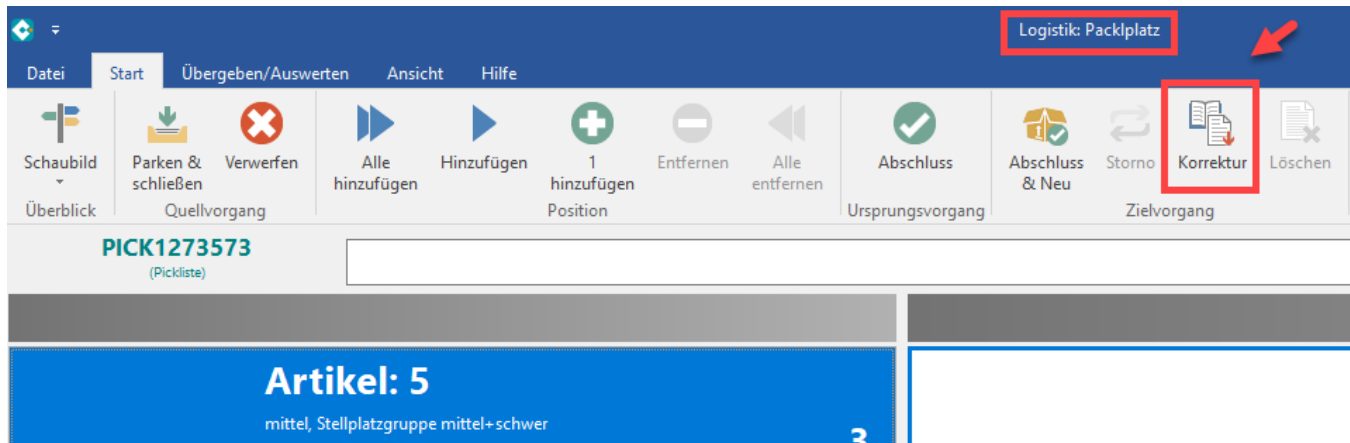 Logistik: Packlplatz
Datei Start Übergeben/Auswerten Ansicht Hilfe
Schaubild
Parken &
schließen
Verwerfen
Alle
hinzufügen
Hinzufügen
1
hinzufügen
Entfernen
Alle
entfernen
Abschluss
Abschluss
& Neu
Storno
Korrektur
Löschen
Überblick Quellvorgang Position Ursprungsvorgang Zielvorgang
PICK1273573
(Pickliste)
Artikel: 5
mittel, Stellplatzgruppe mittel+schwer
3